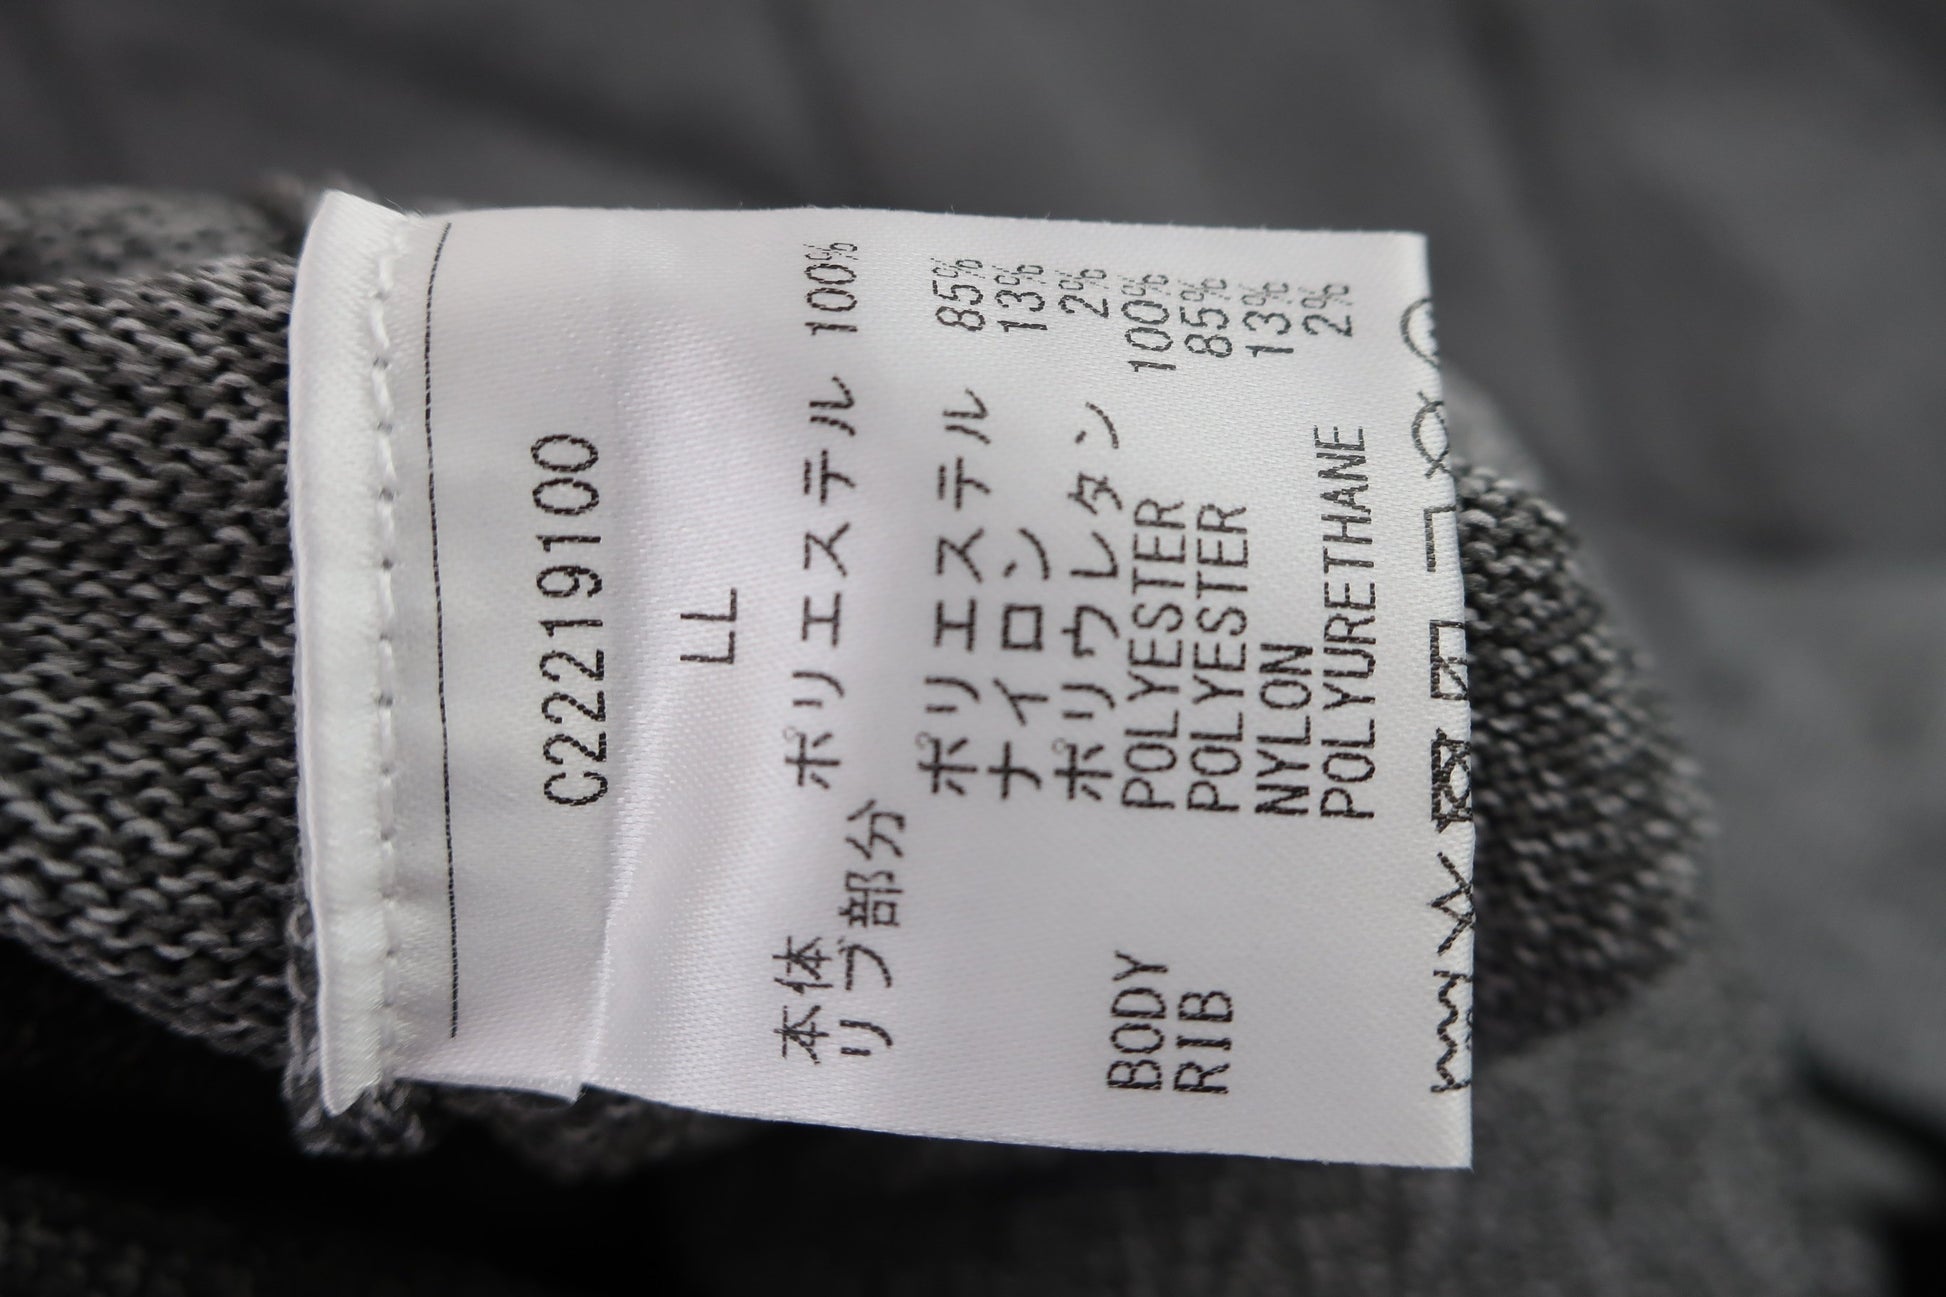 C2219100
LL
本体 ポリエステル 100%
リブ部分
ポリエステル 85%
ナイロン 13%
ポリウレタン 2%
BODY POLYESTER 100%
RIB POLYESTER 85%
NYLON 13%
POLYURETHANE 2%